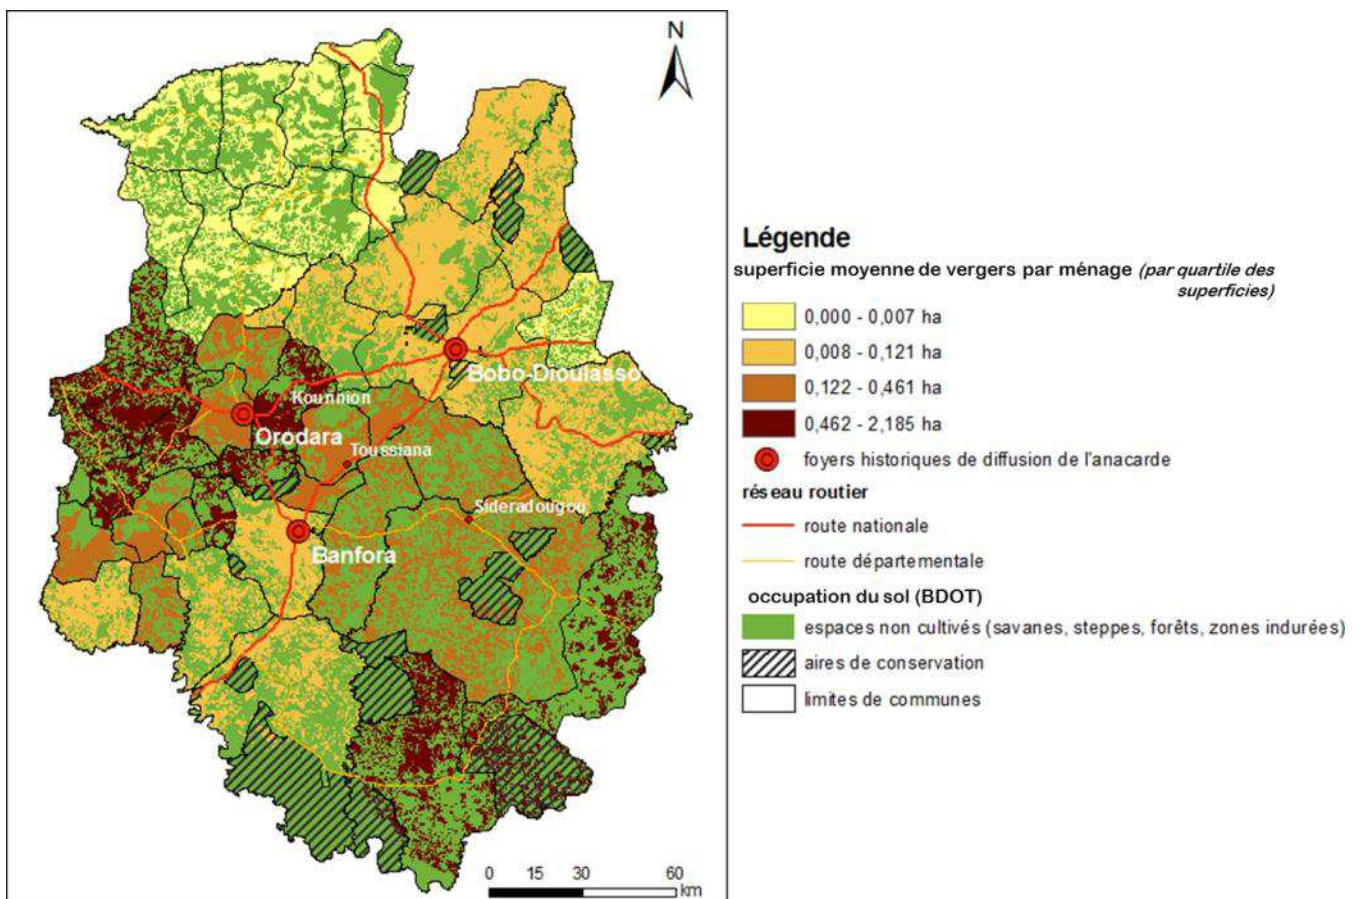 N
Bobo-Dioulasso
Kourinion
Orodara
Toussiana
Sideradougou
Banfora
0 15 30 60
km
Légende
superficie moyenne de vergers par ménage (par quartile des
superficies)
0,000 - 0,007 ha
0,008 - 0,121 ha
0,122 - 0,461 ha
0,462 - 2,185 ha
foyers historiques de diffusion de l'anacarde
réseau routier
route nationale
route départementale
occupation du sol (BDOT)
espaces non cultivés (savanes, steppes, forêts, zones indurées)
aires de conservation
limites de communes